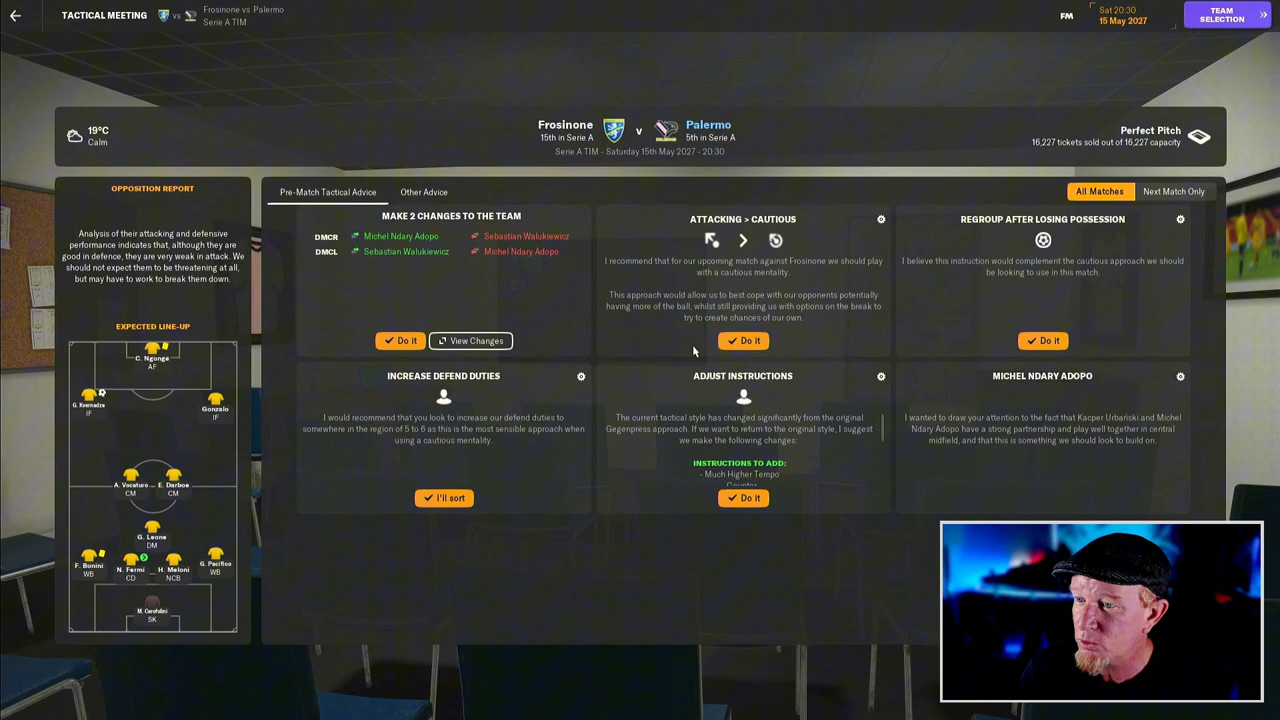 TACTICAL MEETING
vs
Frosinone vs Palermo
Serie A TIM
FM
Sat 20:30
15 May 2027
TEAM
SELECTION
19°C
Calm
Frosinone
15th in Serie A
v
Palermo
5th in Serie A
Serie A TIM - Saturday 15th May 2027 - 20:30
Perfect Pitch
16,227 tickets sold out of 16,227 capacity
OPPOSITION REPORT
Analysis of their attacking and defensive
performance indicates that, although they are
good in defence, they are very weak in attack. We
should not expect them to be threatening at all,
but may have to work to break them down.
EXPECTED LINE-UP
C. Ngonge
AF
G. Kvernadze
IF
Gonzalo
IF
A. Vocaturo
CM
E. Darboe
CM
G. Leone
DM
F. Bonini
WB
N. Fermi
CD
H. Meloni
NCB
G. Pacifico
WB
M. Cerofolini
SK
Pre-Match Tactical Advice
Other Advice
All Matches
Next Match Only
MAKE 2 CHANGES TO THE TEAM
DMCR Michel Ndary Adopo Sebastian Walukiewicz
DMCL Sebastian Walukiewicz Michel Ndary Adopo
Do it
View Changes
ATTACKING > CAUTIOUS
I recommend that for our upcoming match against Frosinone we should play
with a cautious mentality.
This approach would allow us to best cope with our opponents potentially
having more of the ball, whilst still providing us with options on the break to
try to create chances of our own.
Do it
REGROUP AFTER LOSING POSSESSION
I believe this instruction would complement the cautious approach we should
be looking to use in this match.
Do it
INCREASE DEFEND DUTIES
I would recommend that you look to increase our defend duties to
somewhere in the region of 5 to 6 as this is the most sensible approach when
using a cautious mentality.
I'll sort
ADJUST INSTRUCTIONS
The current tactical style has changed significantly from the original
Gegenpress approach. If we want to return to the original style, I suggest
we make the following changes:
INSTRUCTIONS TO ADD:
- Much Higher Tempo
Counter
Do it
MICHEL NDARY ADOPO
I wanted to draw your attention to the fact that Kacper Urbański and Michel
Ndary Adopo have a strong partnership and play well together in central
midfield, and that this is something we should look to build on.